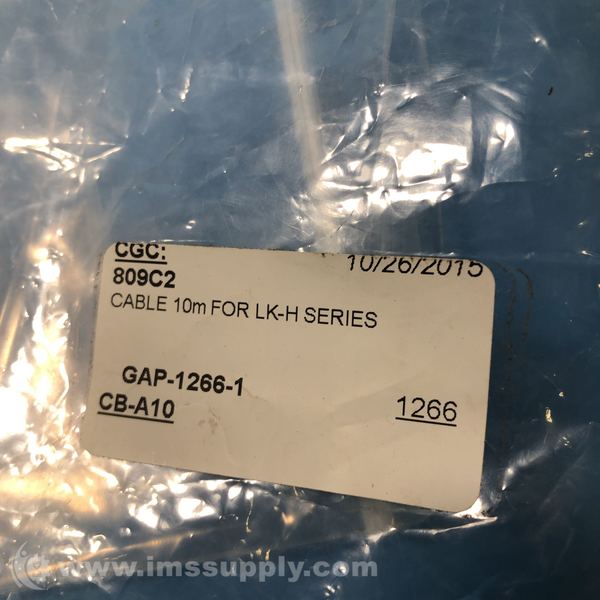 CGC: 10/26/2015
809C2
CABLE 10m FOR LK-H SERIES
GAP-1266-1
CB-A10 1266
www.imssupply.com